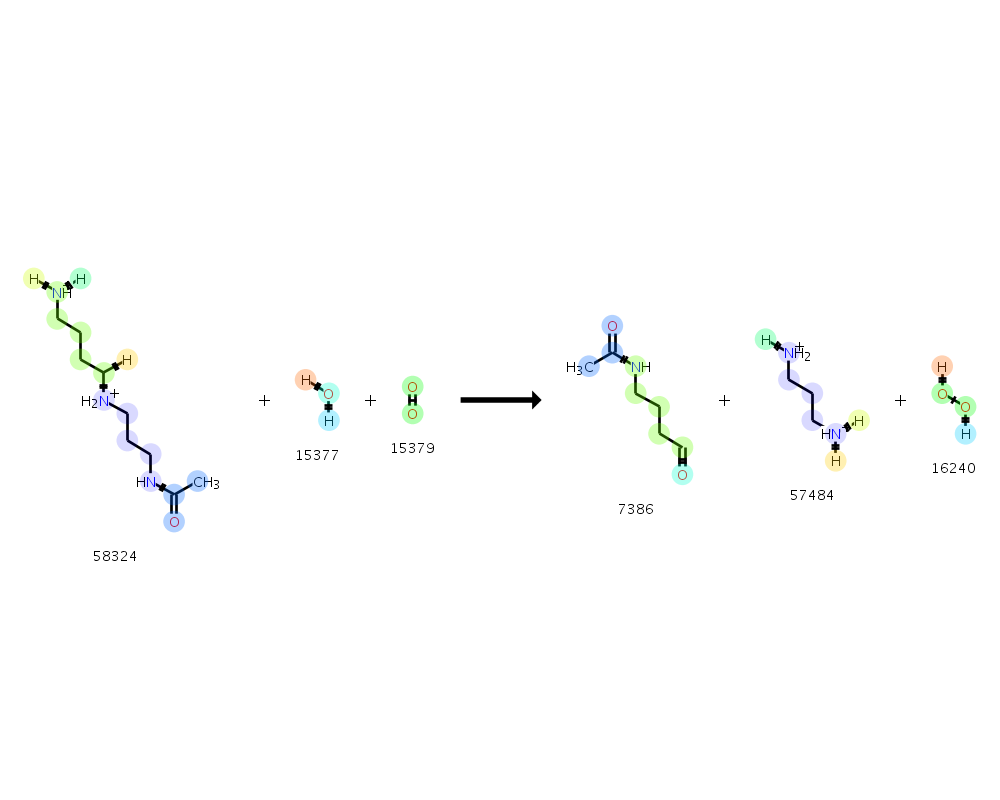 H H
NH
H
H2N+
HN CH3
O
58324
+
H
O
H
15377
+
O
O
15379
O
H3C NH
O
7386
+
H
NH2+
HN H
H
57484
+
H
O
O
H
16240